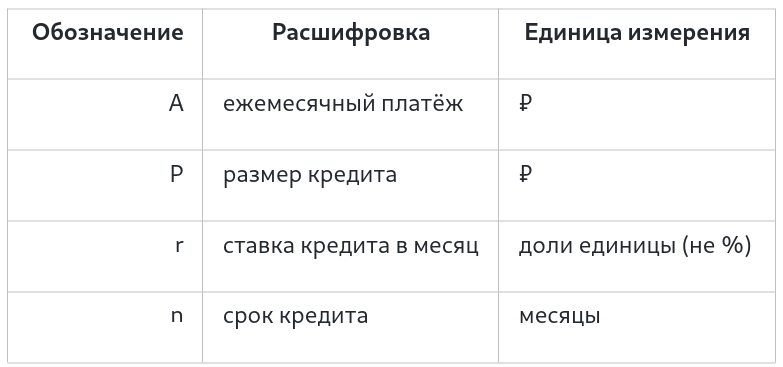 Обозначение Расшифровка Единица измерения
A ежемесячный платёж ₽
P размер кредита ₽
r ставка кредита в месяц доли единицы (не %)
n срок кредита месяцы